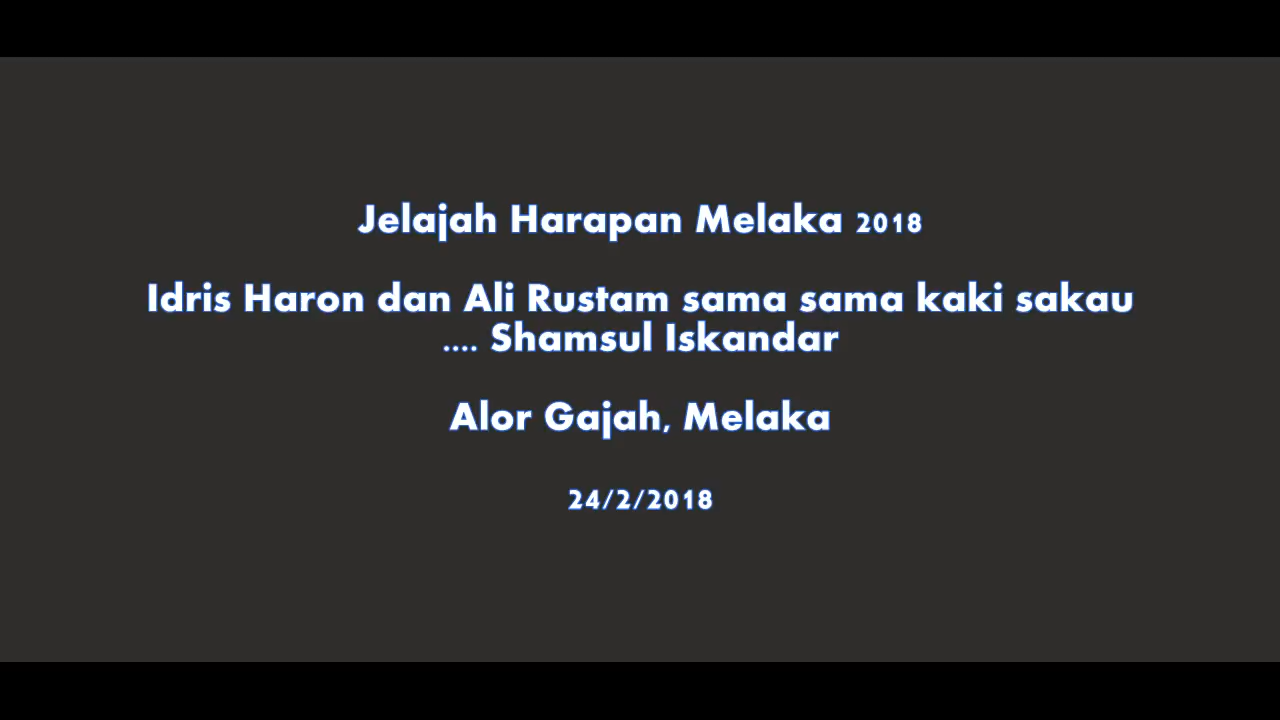 Jelajah Harapan Melaka 2018
Idris Haron dan Ali Rustam sama sama kaki sakau
.... Shamsul Iskandar
Alor Gajah, Melaka
24/2/2018